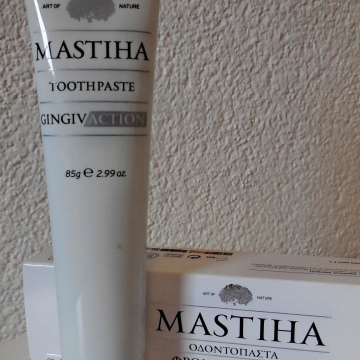 ART OF NATURE
MASTIHA
TOOTHPASTE
GINGIVACTION
85g e 2.99 oz.
ART OF NATURE
MASTIHA
ΟΔΟΝΤΟΠΑΣΤΑ